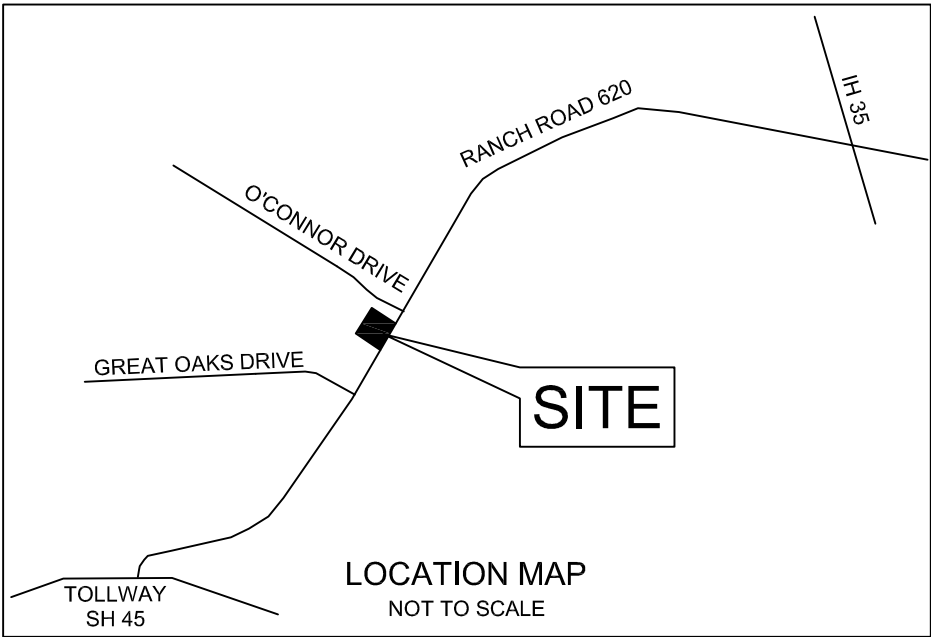 IH 35
RANCH ROAD 620
O'CONNOR DRIVE
GREAT OAKS DRIVE
SITE
LOCATION MAP
NOT TO SCALE
TOLLWAY
SH 45